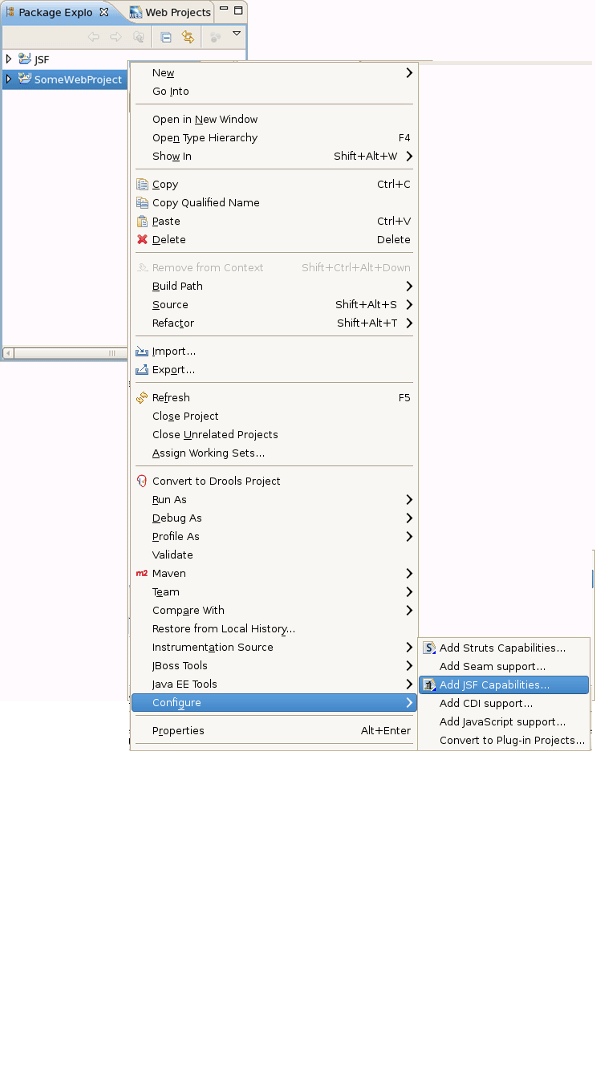 Package Explo Web Projects
JSF
SomeWebProject
New
Go Into
Open in New Window
Open Type Hierarchy F4
Show In Shift+Alt+W
Copy Ctrl+C
Copy Qualified Name
Paste Ctrl+V
Delete Delete
Remove from Context Shift+Ctrl+Alt+Down
Build Path
Source Shift+Alt+S
Refactor Shift+Alt+T
Import...
Export...
Refresh F5
Close Project
Close Unrelated Projects
Assign Working Sets...
Convert to Drools Project
Run As
Debug As
Profile As
Validate
m2 Maven
Team
Compare With
Restore from Local History...
Instrumentation Source
JBoss Tools
Java EE Tools
Configure
Properties Alt+Enter
Add Struts Capabilities...
Add Seam support...
Add JSF Capabilities...
Add CDI support...
Add JavaScript support...
Convert to Plug-in Projects...